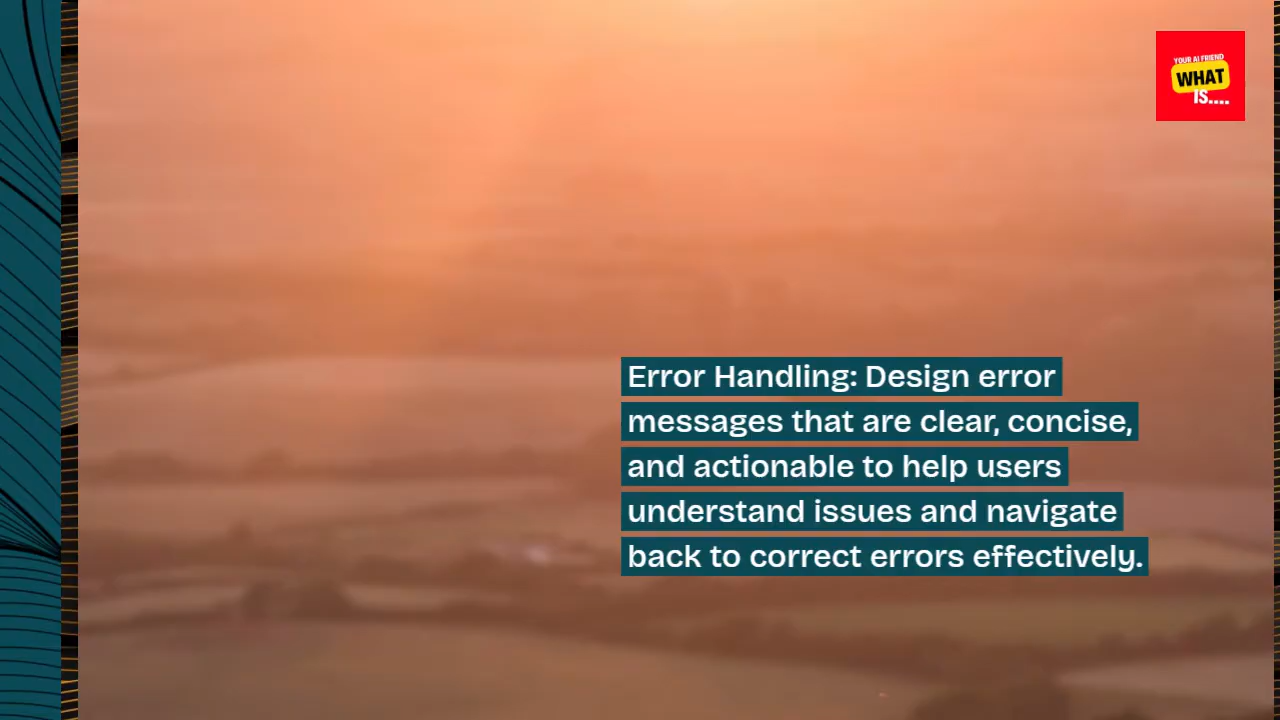 YOUR AI FRIEND
WHAT
IS....
Error Handling: Design error
messages that are clear, concise,
and actionable to help users
understand issues and navigate
back to correct errors effectively.